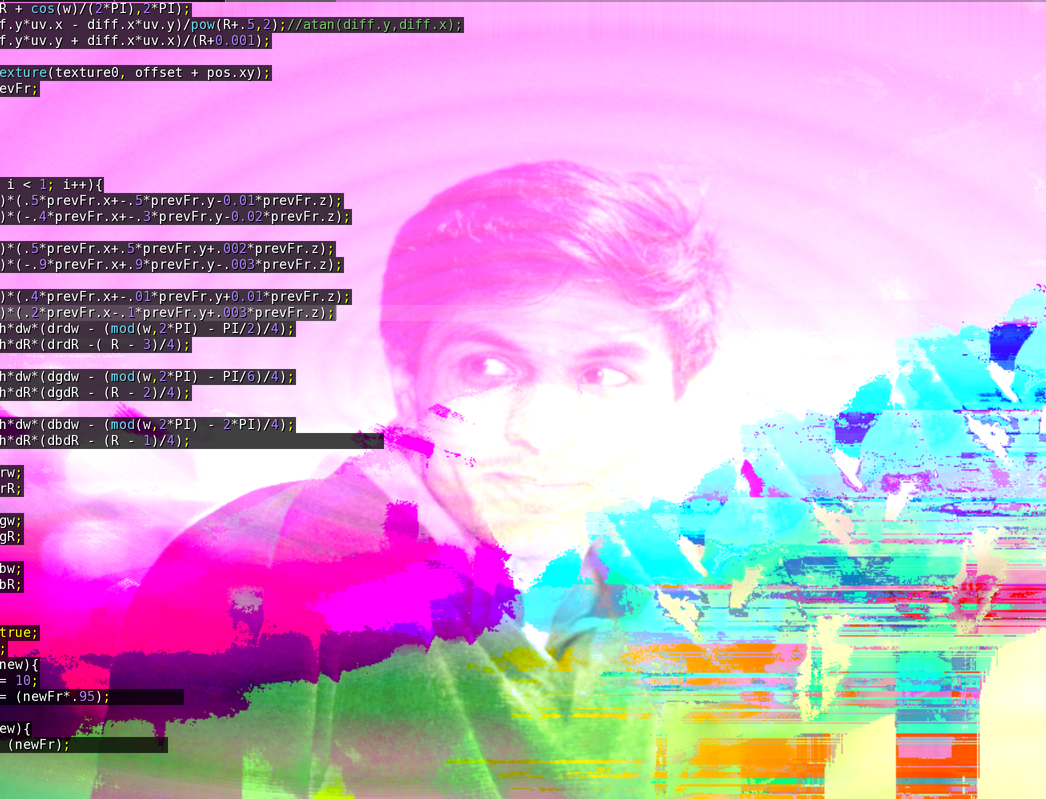 R + cos(w)/(2*PI),2*PI);
f.y*uv.x - diff.x*uv.y)/pow(R+.5,2);//atan(diff.y,diff.x);
f.y*uv.y + diff.x*uv.x)/(R+0.001);
exture(texture0, offset + pos.xy);
evFr;
i < 1; i++){
)*(.5*prevFr.x+-.5*prevFr.y-0.01*prevFr.z);
)*(-.4*prevFr.x+-.3*prevFr.y-0.02*prevFr.z);
)*(.5*prevFr.x+.5*prevFr.y+.002*prevFr.z);
)*(-.9*prevFr.x+.9*prevFr.y-.003*prevFr.z);
)*(.4*prevFr.x+-.01*prevFr.y+0.01*prevFr.z);
)*(.2*prevFr.x-.1*prevFr.y+.003*prevFr.z);
h*dw*(drdw - (mod(w,2*PI) - PI/2)/4);
h*dR*(drdR -( R - 3)/4);
h*dw*(dgdw - (mod(w,2*PI) - PI/6)/4);
h*dR*(dgdR - (R - 2)/4);
h*dw*(dbdw - (mod(w,2*PI) - 2*PI)/4);
h*dR*(dbdR - (R - 1)/4);
rw;
rR;
gw;
gR;
bw;
bR;
true;
;
new){
= 10;
= (newFr*.95);
ew){
(newFr);